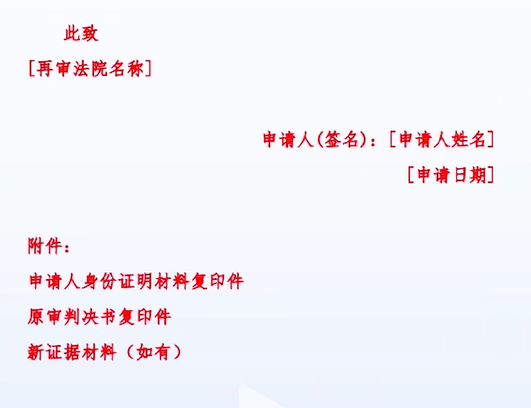 此致
[再审法院名称]
申请人(签名): [申请人姓名]
[申请日期]
附件:
申请人身份证明材料复印件
原审判决书复印件
新证据材料（如有）